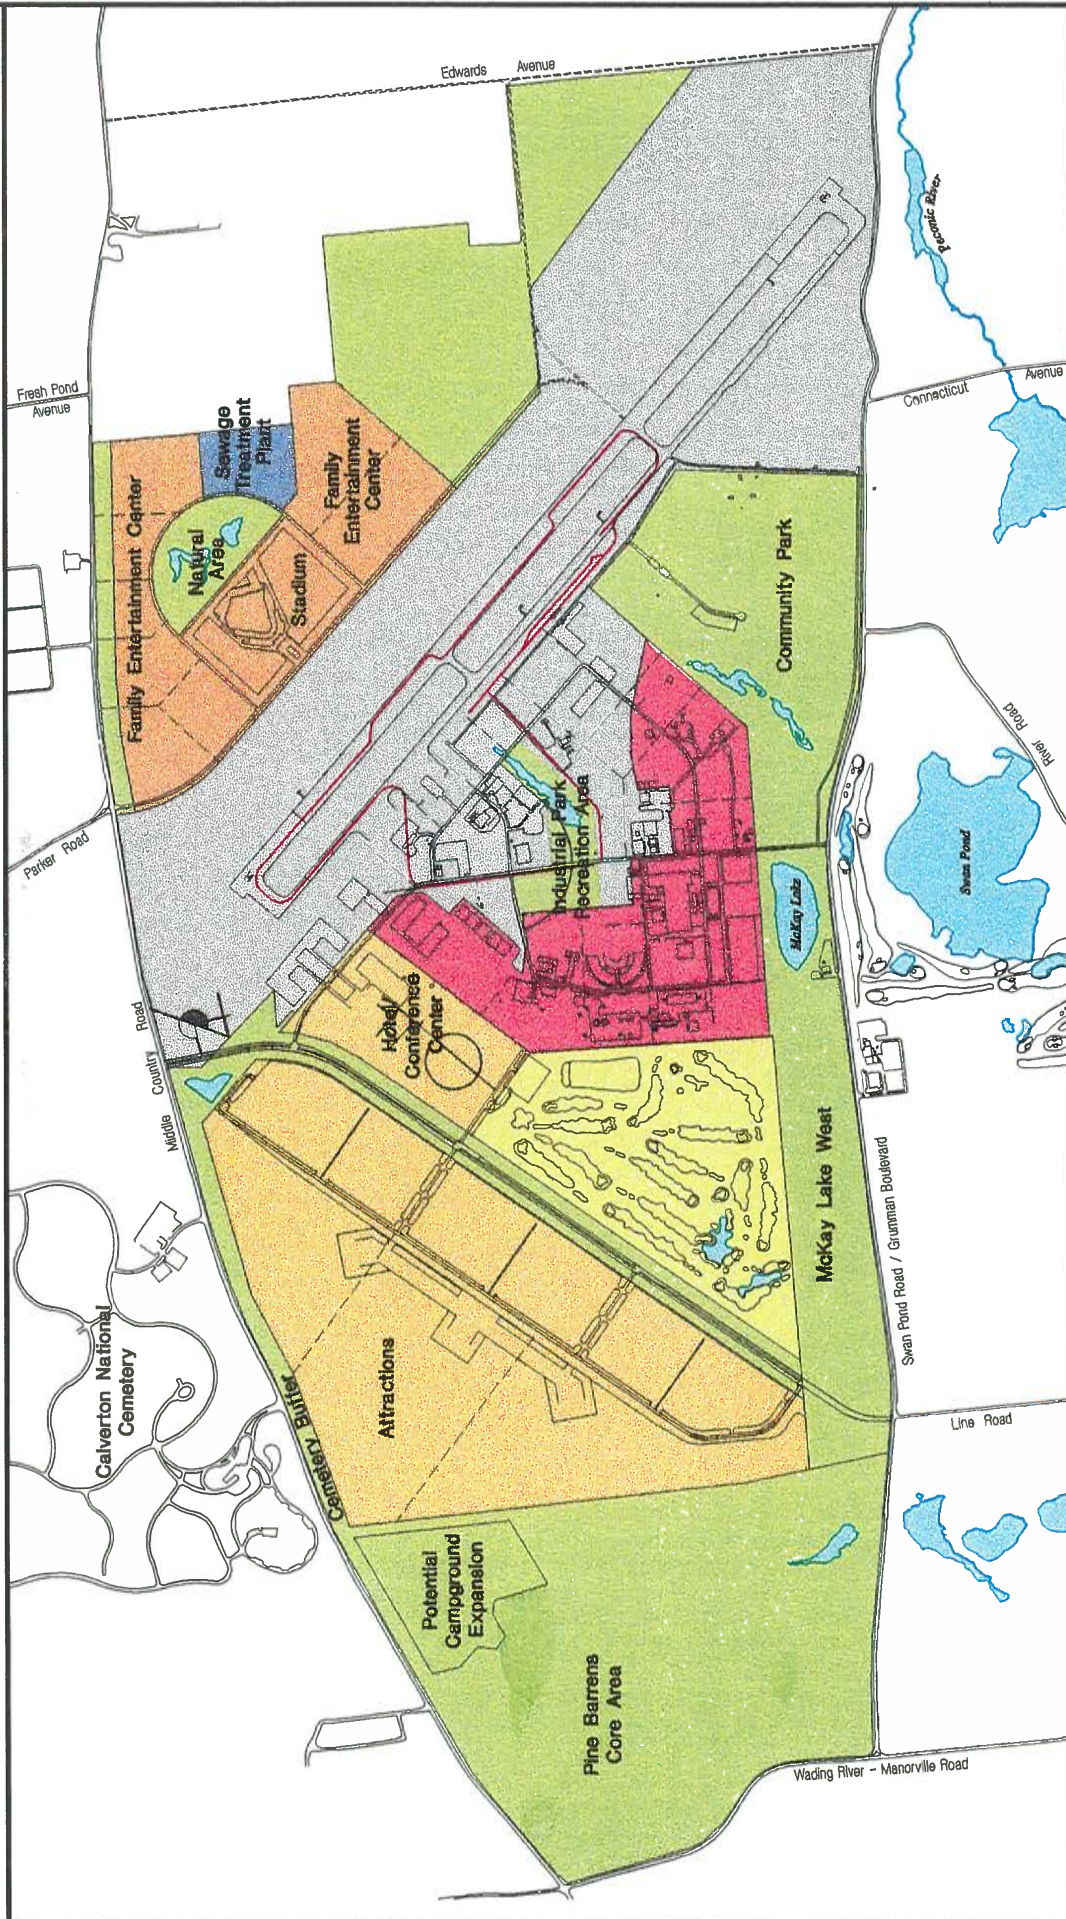 Edwards Avenue
Peconic River
Fresh Pond
Avenue
Connecticut Avenue
Sewage
Treatment
Plant
Family
Entertainment
Center
Family Entertainment Center
Natural
Area
Stadium
Community Park
River Road
Parker Road
Industrial Park
Recreation Area
Swan Pond
McKay Lake
Hotel/
Conference
Center
Middle Country Road
McKay Lake West
Swan Pond Road / Grumman Boulevard
Calverton National
Cemetery
Attractions
Cemetery Buffer
Line Road
Potential
Campground
Expansion
Pine Barrens
Core Area
Wading River - Manorville Road